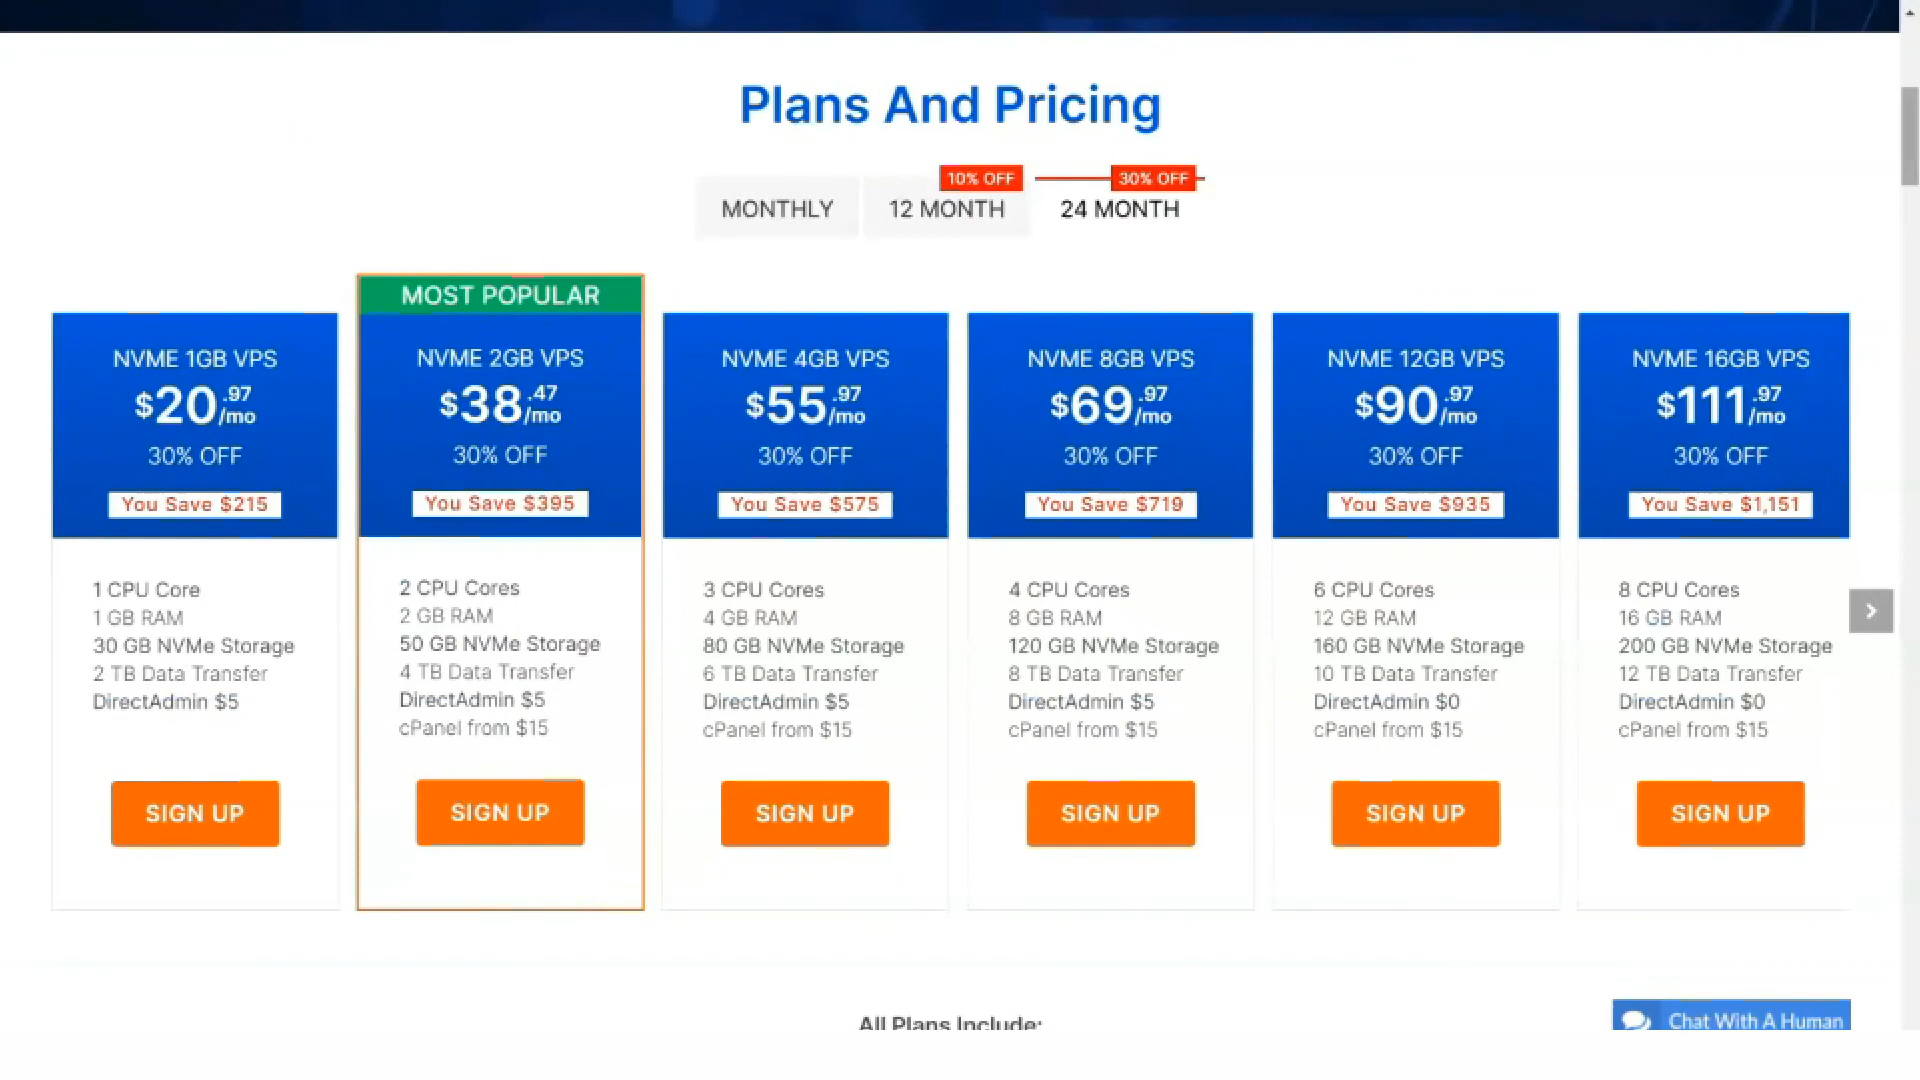 Plans And Pricing
10% OFF
30% OFF
MONTHLY
12 MONTH
24 MONTH
NVME 1GB VPS
$20.97/mo
30% OFF
You Save $215
1 CPU Core
1 GB RAM
30 GB NVMe Storage
2 TB Data Transfer
DirectAdmin $5
SIGN UP
MOST POPULAR
NVME 2GB VPS
$38.47/mo
30% OFF
You Save $395
2 CPU Cores
2 GB RAM
50 GB NVMe Storage
4 TB Data Transfer
DirectAdmin $5
cPanel from $15
SIGN UP
NVME 4GB VPS
$55.97/mo
30% OFF
You Save $575
3 CPU Cores
4 GB RAM
80 GB NVMe Storage
6 TB Data Transfer
DirectAdmin $5
cPanel from $15
SIGN UP
NVME 8GB VPS
$69.97/mo
30% OFF
You Save $719
4 CPU Cores
8 GB RAM
120 GB NVMe Storage
8 TB Data Transfer
DirectAdmin $5
cPanel from $15
SIGN UP
NVME 12GB VPS
$90.97/mo
30% OFF
You Save $935
6 CPU Cores
12 GB RAM
160 GB NVMe Storage
10 TB Data Transfer
DirectAdmin $0
cPanel from $15
SIGN UP
NVME 16GB VPS
$111.97/mo
30% OFF
You Save $1,151
8 CPU Cores
16 GB RAM
200 GB NVMe Storage
12 TB Data Transfer
DirectAdmin $0
cPanel from $15
SIGN UP
All Plans Include:
Chat With A Human